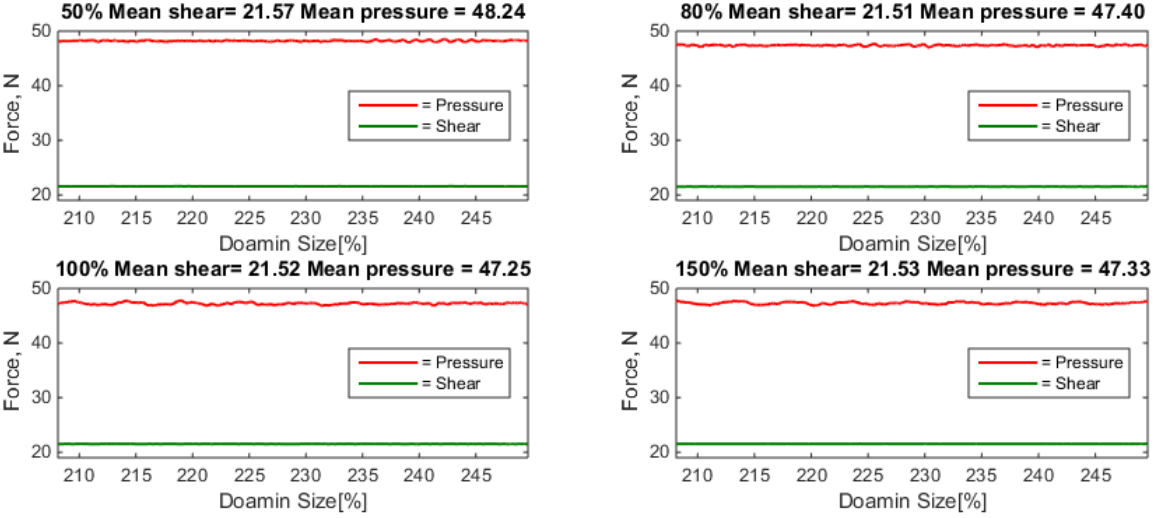 50% Mean shear= 21.57 Mean pressure = 48.24
50
40
30
20
Force, N
= Pressure
= Shear
210 215 220 225 230 235 240 245
Doamin Size[%]
80% Mean shear= 21.51 Mean pressure = 47.40
50
40
30
20
Force, N
= Pressure
= Shear
210 215 220 225 230 235 240 245
Doamin Size[%]
100% Mean shear= 21.52 Mean pressure = 47.25
50
40
30
20
Force, N
= Pressure
= Shear
210 215 220 225 230 235 240 245
Doamin Size[%]
150% Mean shear= 21.53 Mean pressure = 47.33
50
40
30
20
Force, N
= Pressure
= Shear
210 215 220 225 230 235 240 245
Doamin Size[%]